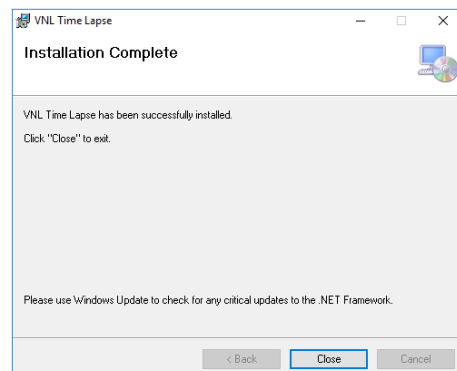 VNL Time Lapse
Installation Complete
VNL Time Lapse has been successfully installed.
Click "Close" to exit.
Please use Windows Update to check for any critical updates to the .NET Framework.
< Back Close Cancel